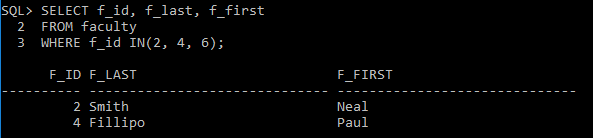 SQL> SELECT f_id, f_last, f_first
  2  FROM faculty
  3  WHERE f_id IN(2, 4, 6);

      F_ID F_LAST                         F_FIRST
---------- ------------------------------ ------------------------------
         2 Smith                          Neal
         4 Fillipo                        Paul